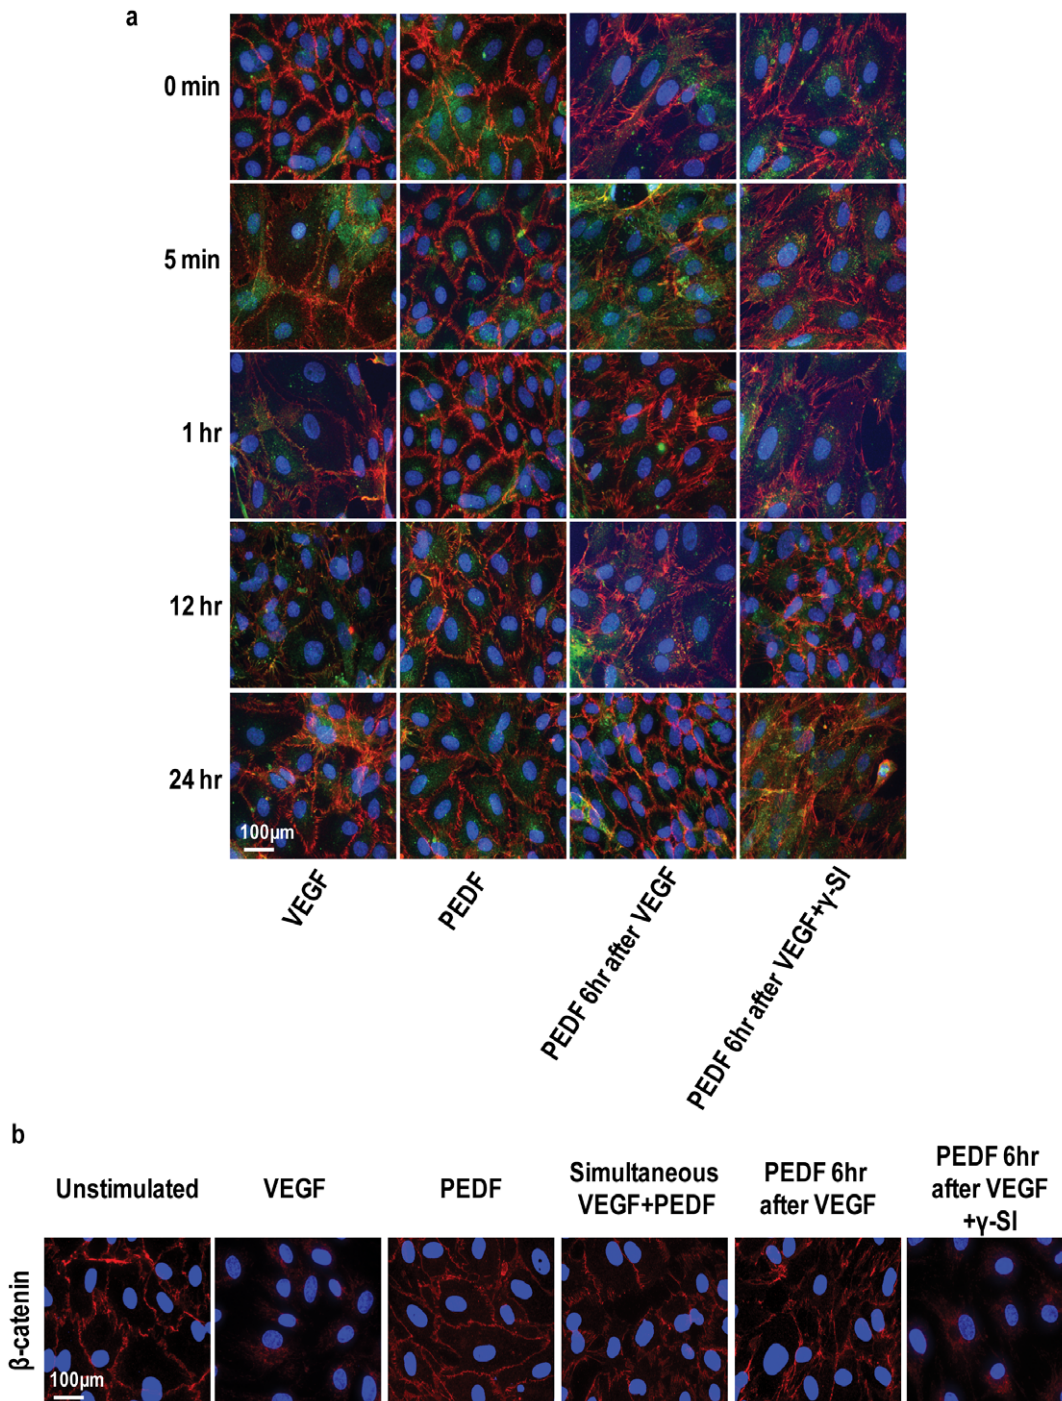 a
0 min
5 min
1 hr
12 hr
24 hr
100µm
VEGF
PEDF
PEDF 6hr after VEGF
PEDF 6hr after VEGF+γ-SI
b
Unstimulated
VEGF
PEDF
Simultaneous
VEGF+PEDF
PEDF 6hr
after VEGF
PEDF 6hr
after VEGF
+γ-SI
β-catenin
100µm